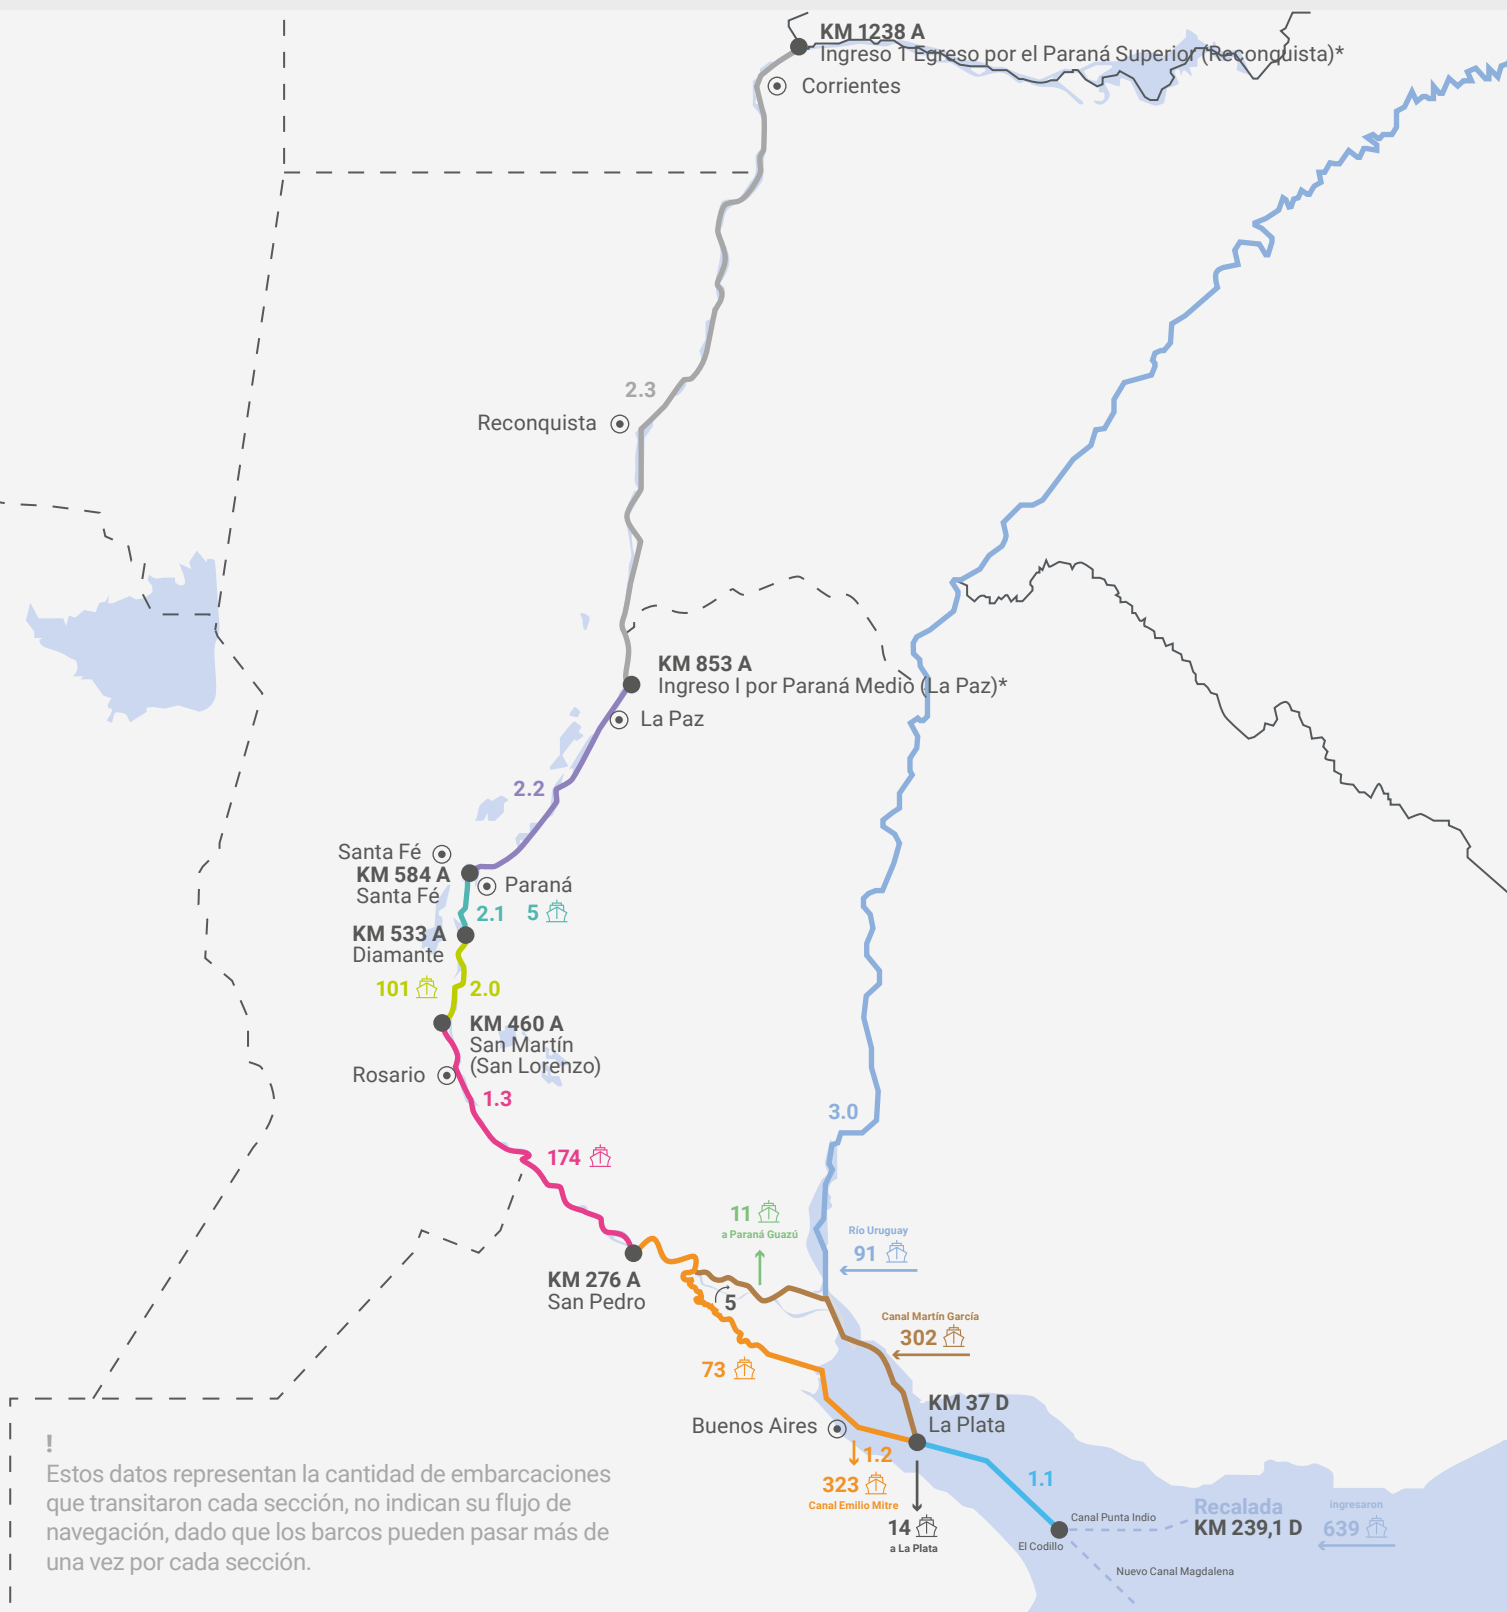 KM 1238 A
Ingreso 1 Egreso por el Paraná Superior (Reconquista)*
Corrientes
2.3
Reconquista
KM 853 A
Ingreso I por Paraná Medio (La Paz)*
La Paz
2.2
Santa Fé
KM 584 A
Santa Fé
Paraná
2.1 5
KM 533 A
Diamante
101 2.0
KM 460 A
San Martín
(San Lorenzo)
Rosario
1.3
3.0
174
11
a Paraná Guazú
Río Uruguay
91
KM 276 A
San Pedro
5
Canal Martín García
302
73
KM 37 D
La Plata
Buenos Aires
1.2
323
Canal Emilio Mitre
14
a La Plata
1.1
Canal Punta Indio
El Codillo
Recalada
KM 239,1 D
ingresaron
639
Nuevo Canal Magdalena
!
Estos datos representan la cantidad de embarcaciones
que transitaron cada sección, no indican su flujo de
navegación, dado que los barcos pueden pasar más de
una vez por cada sección.